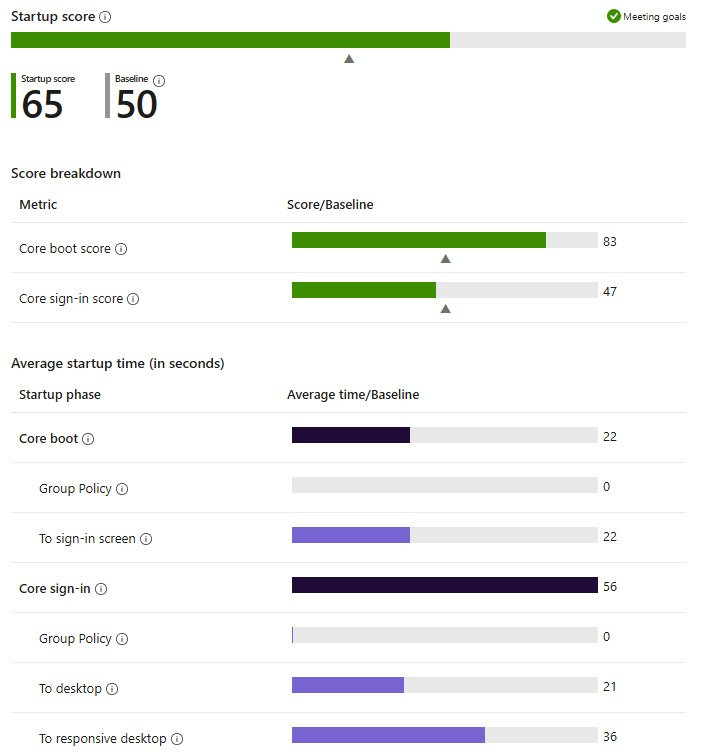 Startup score
Meeting goals
Startup score Baseline
65 50
Score breakdown
Metric Score/Baseline
Core boot score 83
Core sign-in score 47
Average startup time (in seconds)
Startup phase Average time/Baseline
Core boot 22
Group Policy 0
To sign-in screen 22
Core sign-in 56
Group Policy 0
To desktop 21
To responsive desktop 36